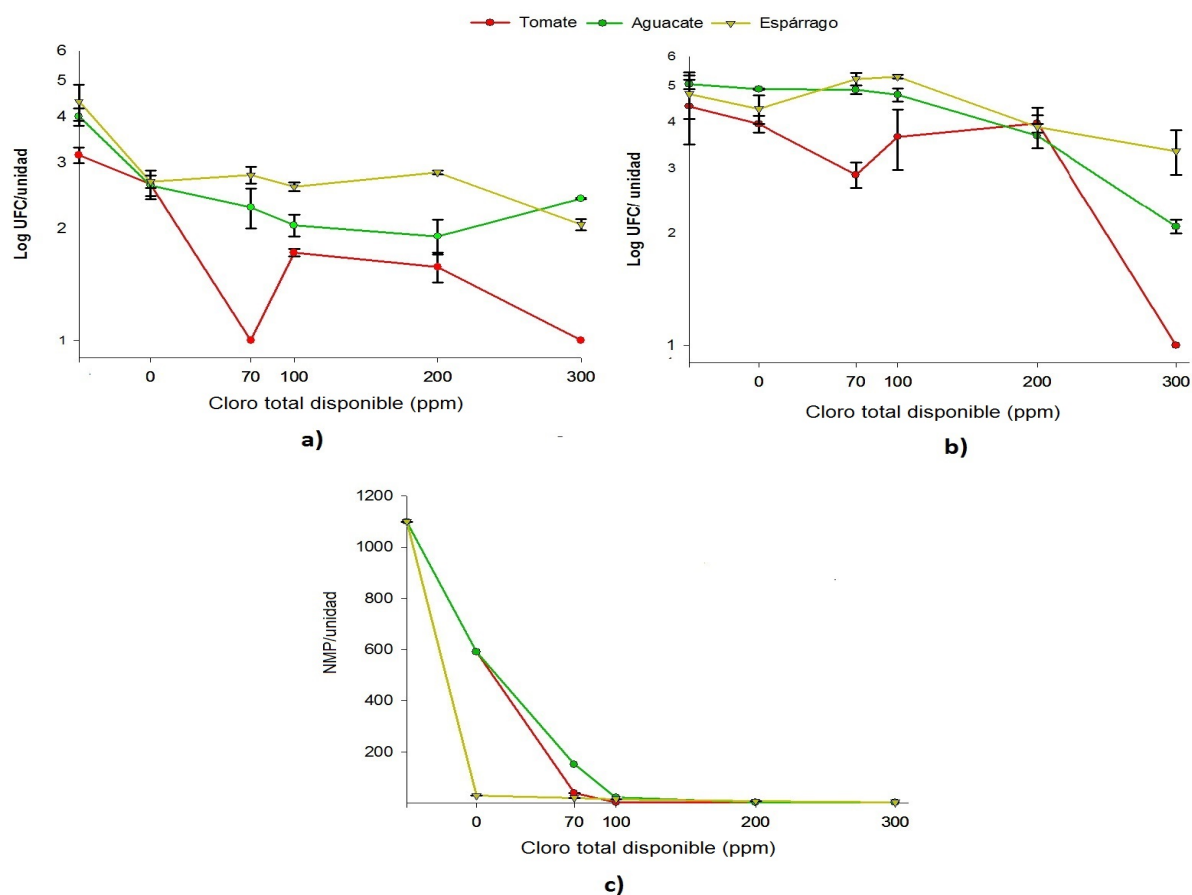 Tomate Aguacate Espárrago
6
5
4
3
2
1
Log UFC/unidad
0 70 100 200 300
Cloro total disponible (ppm)
a)
6
5
4
3
2
1
Log UFC/ unidad
0 70 100 200 300
Cloro total disponible (ppm)
b)
1200
1000
800
600
400
200
NMP/unidad
0 70 100 200 300
Cloro total disponible (ppm)
c)